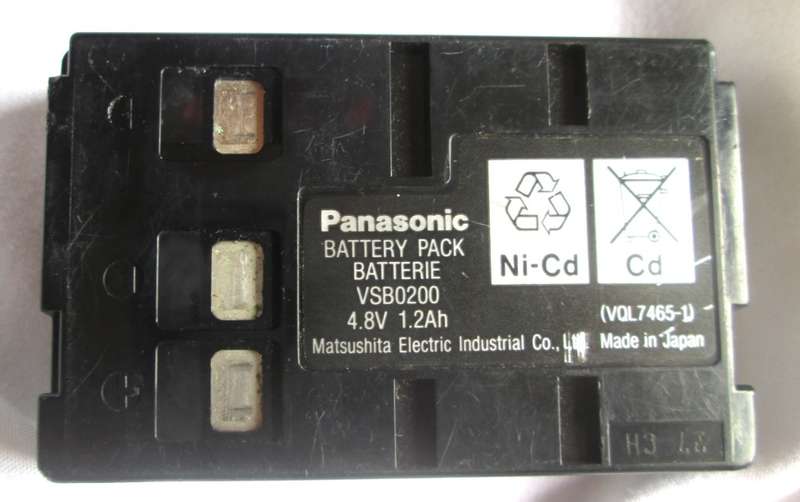 Panasonic
BATTERY PACK
BATTERIE
VSB0200
4.8V 1.2Ah
Matsushita Electric Industrial Co., Ltd. Made in Japan
Ni-Cd
Cd
(VQL7465-1)